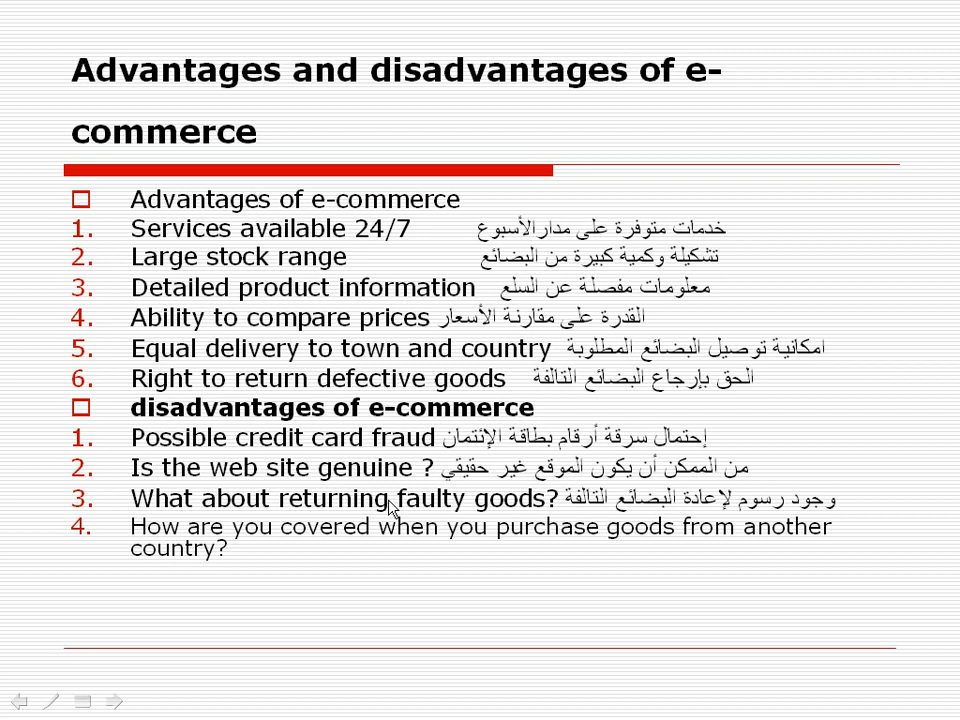 Advantages and disadvantages of e-
commerce
Advantages of e-commerce
1. Services available 24/7 خدمات متوفرة على مدارالأسبوع
2. Large stock range تشكيلة وكمية كبيرة من البضائع
3. Detailed product information معلومات مفصلة عن السلع
4. Ability to compare prices القدرة على مقارنة الأسعار
5. Equal delivery to town and country امكانية توصيل البضائع المطلوبة
6. Right to return defective goods الحق بإرجاع البضائع التالفة
disadvantages of e-commerce
1. Possible credit card fraud إحتمال سرقة أرقام بطاقة الإئتمان
2. Is the web site genuine ? من الممكن أن يكون الموقع غير حقيقي
3. What about returning faulty goods? وجود رسوم لإعادة البضائع التالفة
4. How are you covered when you purchase goods from another
country?